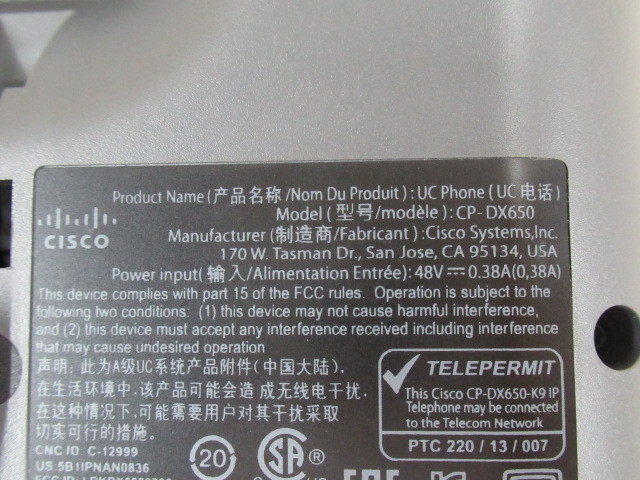 Product Name (产品名称 /Nom Du Produit) : UC Phone ( UC 电话)
Model (型号/modèle) : CP- DX650
CISCO
Manufacturer (制造商/Fabricant ) :Cisco Systems,Inc.
170 W. Tasman Dr., San Jose, CA 95134, USA
Power input( 输入/Alimentation Entrée): 48V 0.38A(0,38A)
This device complies with part 15 of the FCC rules. Operation is subject to the
following two conditions: (1) this device may not cause harmful interference,
and (2) this device must accept any interference received including interference
that may cause undesired operation
声明: 此为A级UC系统产品附件(中国大陆).
在生活环境中, 该产品可能会造 成无线电干扰.
在这种情况下, 可能需要用户对其干扰采取
切实可行的措施.
TELEPERMIT
This Cisco CP-DX650-K9 IP
Telephone may be connected
to the Telecom Network
PTC 220 / 13 / 007
CNC ID: C-12999
US: 5B1IPNAN0836
20
SA ®